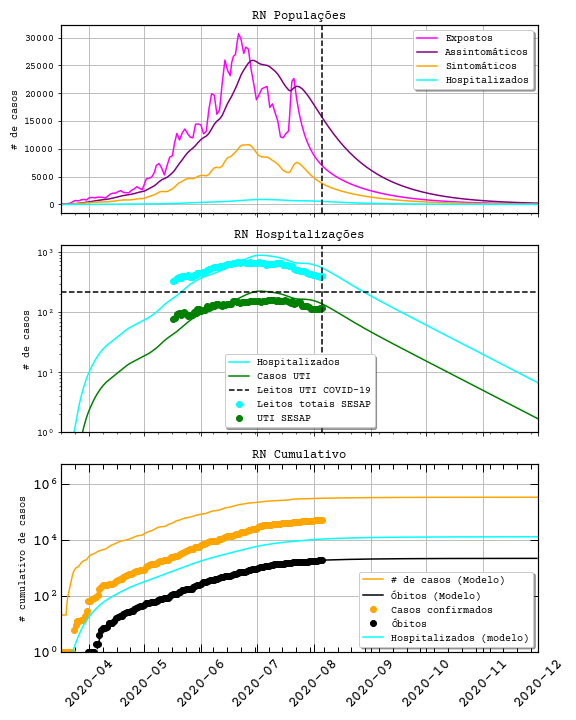 RN Populações
30000
25000
20000
15000
10000
5000
0
# de casos
Expostos
Assintomáticos
Sintomáticos
Hospitalizados
RN Hospitalizações
10³
10²
10¹
10⁰
# de casos
Hospitalizados
Casos UTI
Leitos UTI COVID-19
Leitos totais SESAP
UTI SESAP
RN Cumulativo
10⁶
10⁴
10²
10⁰
# cumulativo de casos
# de casos (Modelo)
Óbitos (Modelo)
Casos confirmados
Óbitos
Hospitalizados (modelo)
2020-04
2020-05
2020-06
2020-07
2020-08
2020-09
2020-10
2020-11
2020-12